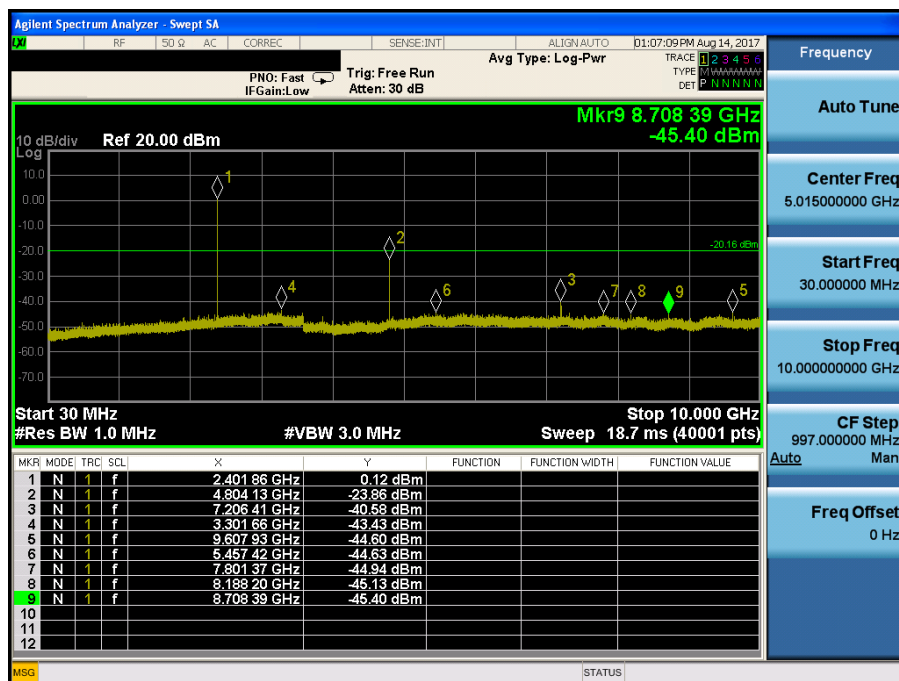 Agilent Spectrum Analyzer - Swept SA
LXI RF 50 Ω AC CORREC SENSE:INT ALIGNAUTO 01:07:09 PM Aug 14, 2017
PNO: Fast
IFGain:Low
Trig: Free Run
Atten: 30 dB
Avg Type: Log-Pwr
TRACE 1 2 3 4 5 6
TYPE M W W W W W
DET P N N N N N
Mkr9 8.708 39 GHz
-45.40 dBm
10 dB/div Ref 20.00 dBm
Log
10.0
0.00
-10.0
-20.0
-30.0
-40.0
-50.0
-60.0
-70.0
1
2
-20.16 dBm
3
4
5
6
7
8
9
Start 30 MHz Stop 10.000 GHz
#Res BW 1.0 MHz #VBW 3.0 MHz Sweep 18.7 ms (40001 pts)
MKR MODE TRC SCL X Y FUNCTION FUNCTION WIDTH FUNCTION VALUE
1 N 1 f 2.401 86 GHz 0.12 dBm
2 N 1 f 4.804 13 GHz -23.86 dBm
3 N 1 f 7.206 41 GHz -40.58 dBm
4 N 1 f 3.301 66 GHz -43.43 dBm
5 N 1 f 9.607 93 GHz -44.60 dBm
6 N 1 f 5.457 42 GHz -44.63 dBm
7 N 1 f 7.801 37 GHz -44.94 dBm
8 N 1 f 8.188 20 GHz -45.13 dBm
9 N 1 f 8.708 39 GHz -45.40 dBm
10
11
12
MSG STATUS
Frequency
Auto Tune
Center Freq
5.015000000 GHz
Start Freq
30.000000 MHz
Stop Freq
10.000000000 GHz
CF Step
997.000000 MHz
Auto Man
Freq Offset
0 Hz